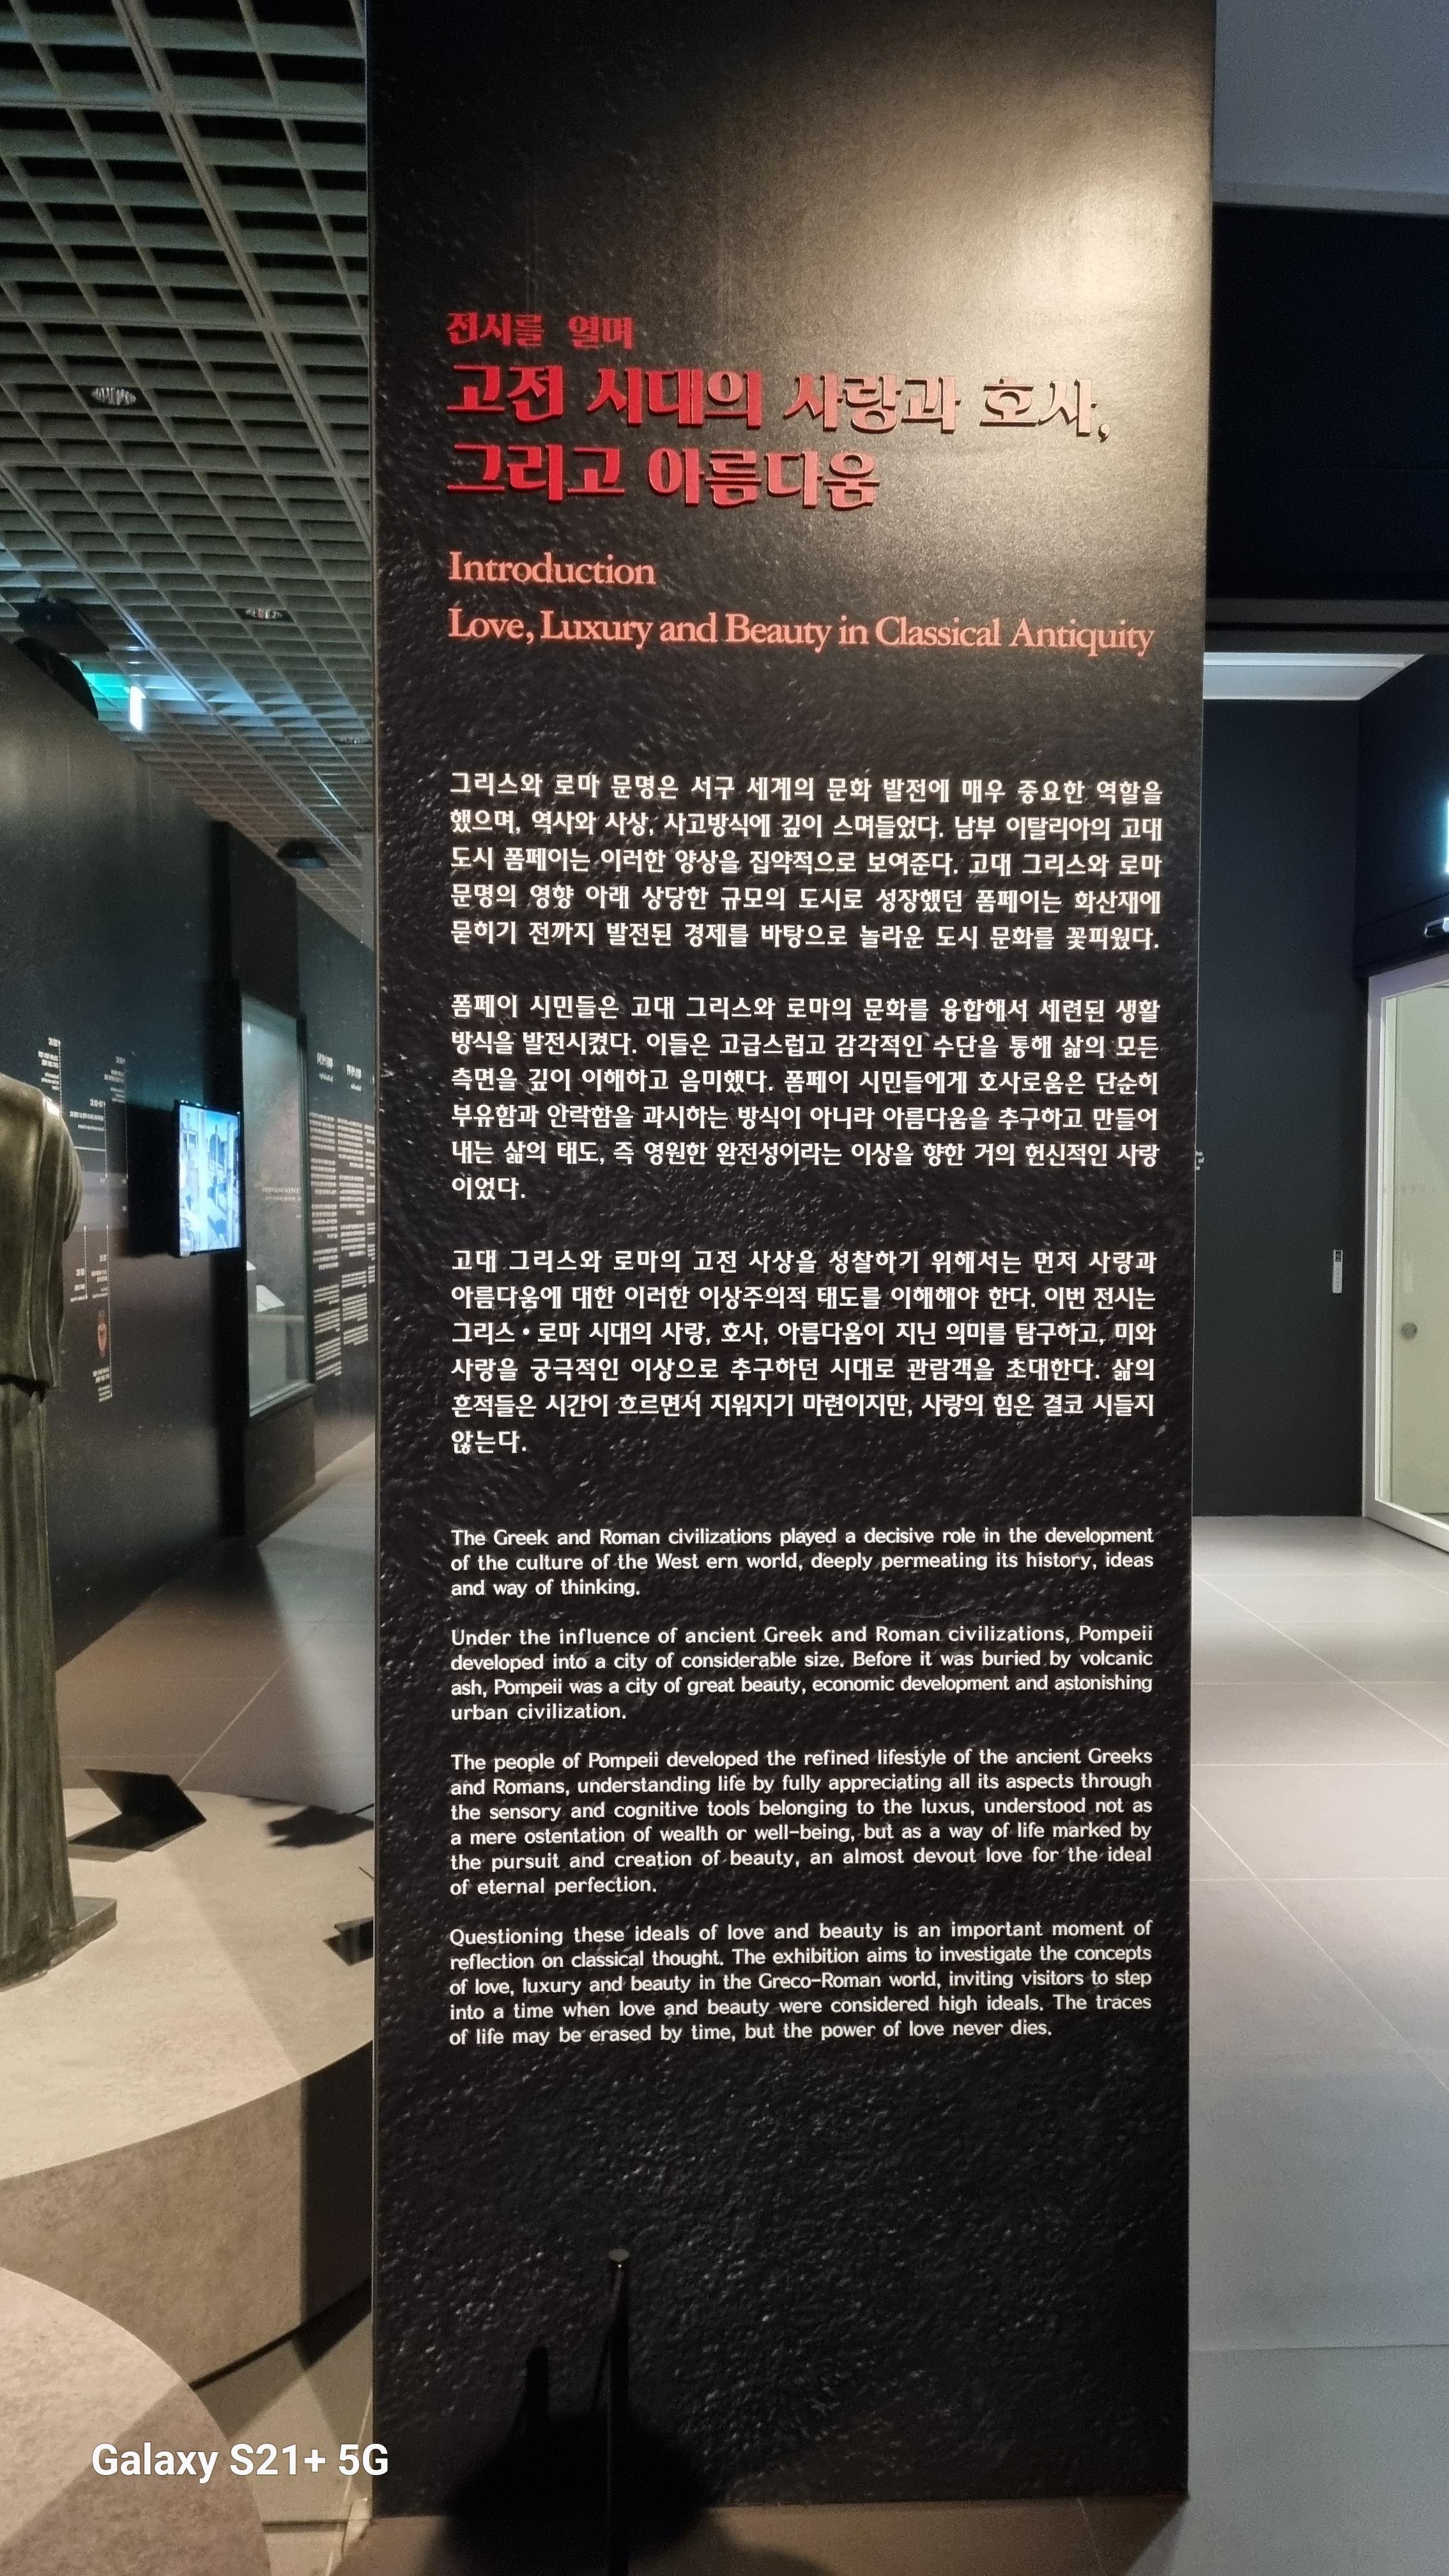 전시를 열며
고전 시대의 사랑과 호사,
그리고 아름다움
Introduction
Love, Luxury and Beauty in Classical Antiquity
그리스와 로마 문명은 서구 세계의 문화 발전에 매우 중요한 역할을
했으며, 역사와 사상, 사고방식에 깊이 스며들었다. 남부 이탈리아의 고대
도시 폼페이는 이러한 양상을 집약적으로 보여준다. 고대 그리스와 로마
문명의 영향 아래 상당한 규모의 도시로 성장했던 폼페이는 화산재에
묻히기 전까지 발전된 경제를 바탕으로 놀라운 도시 문화를 꽃피웠다.
폼페이 시민들은 고대 그리스와 로마의 문화를 융합해서 세련된 생활
방식을 발전시켰다. 이들은 고급스럽고 감각적인 수단을 통해 삶의 모든
측면을 깊이 이해하고 음미했다. 폼페이 시민들에게 호사로움은 단순히
부유함과 안락함을 과시하는 방식이 아니라 아름다움을 추구하고 만들어
내는 삶의 태도, 즉 영원한 완전성이라는 이상을 향한 거의 헌신적인 사랑
이었다.
고대 그리스와 로마의 고전 사상을 성찰하기 위해서는 먼저 사랑과
아름다움에 대한 이러한 이상주의적 태도를 이해해야 한다. 이번 전시는
그리스•로마 시대의 사랑, 호사, 아름다움이 지닌 의미를 탐구하고, 미와
사랑을 궁극적인 이상으로 추구하던 시대로 관람객을 초대한다. 삶의
흔적들은 시간이 흐르면서 지워지기 마련이지만, 사랑의 힘은 결코 시들지
않는다.
The Greek and Roman civilizations played a decisive role in the development
of the culture of the West ern world, deeply permeating its history, ideas
and way of thinking.
Under the influence of ancient Greek and Roman civilizations, Pompeii
developed into a city of considerable size. Before it was buried by volcanic
ash, Pompeii was a city of great beauty, economic development and astonishing
urban civilization.
The people of Pompeii developed the refined lifestyle of the ancient Greeks
and Romans, understanding life by fully appreciating all its aspects through
the sensory and cognitive tools belonging to the luxus, understood not as
a mere ostentation of wealth or well-being, but as a way of life marked by
the pursuit and creation of beauty, an almost devout love for the ideal
of eternal perfection.
Questioning these ideals of love and beauty is an important moment of
reflection on classical thought. The exhibition aims to investigate the concepts
of love, luxury and beauty in the Greco-Roman world, inviting visitors to step
into a time when love and beauty were considered high ideals. The traces
of life may be erased by time, but the power of love never dies.
Galaxy S21+ 5G